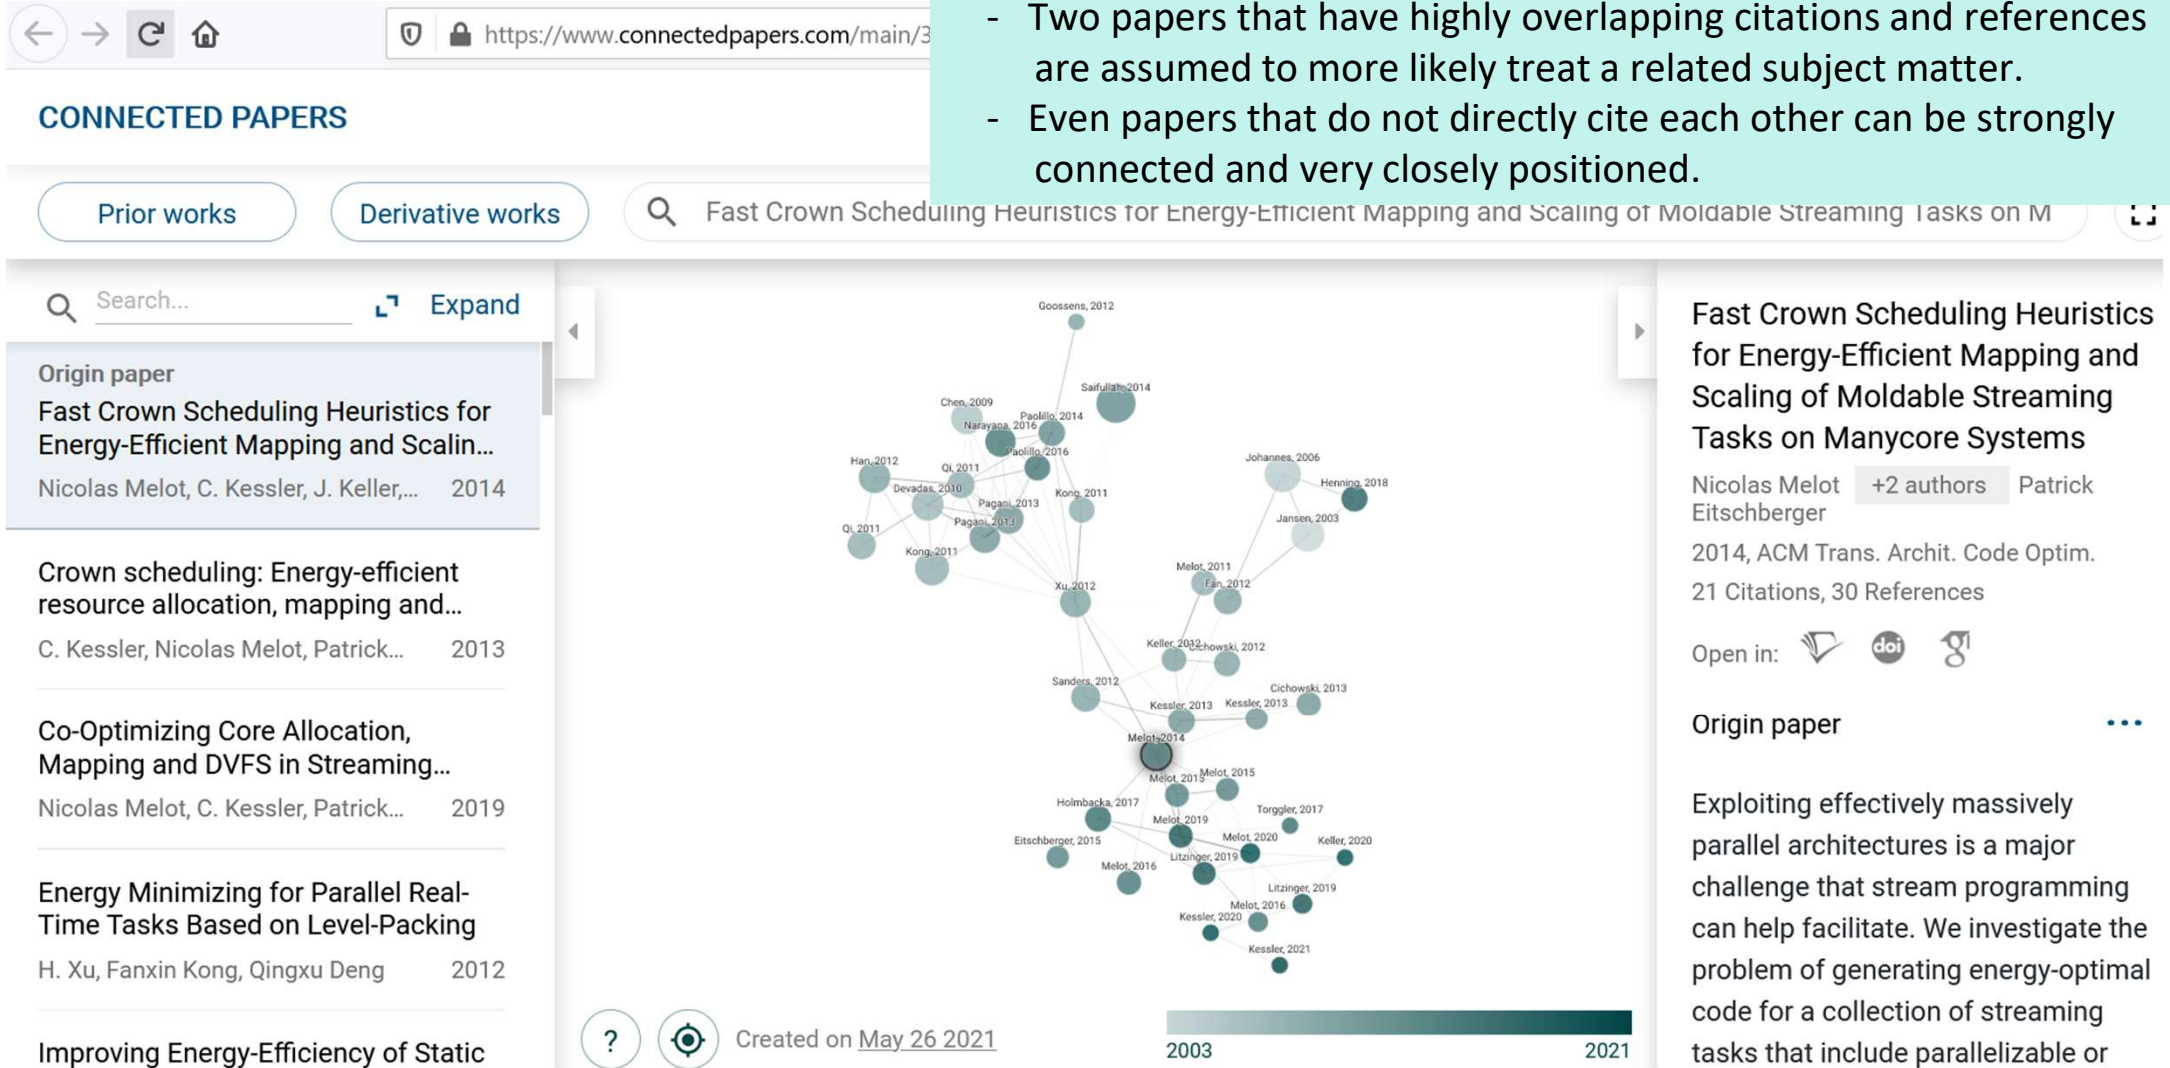 https://www.connectedpapers.com/main/3
- Two papers that have highly overlapping citations and references
are assumed to more likely treat a related subject matter.
- Even papers that do not directly cite each other can be strongly
connected and very closely positioned.
CONNECTED PAPERS
Prior works
Derivative works
Fast Crown Scheduling Heuristics for Energy-Efficient Mapping and Scaling of Moldable Streaming Tasks on M
Search...
Expand
Origin paper
Fast Crown Scheduling Heuristics for
Energy-Efficient Mapping and Scalin...
Nicolas Melot, C. Kessler, J. Keller,... 2014
Crown scheduling: Energy-efficient
resource allocation, mapping and...
C. Kessler, Nicolas Melot, Patrick... 2013
Co-Optimizing Core Allocation,
Mapping and DVFS in Streaming...
Nicolas Melot, C. Kessler, Patrick... 2019
Energy Minimizing for Parallel Real-
Time Tasks Based on Level-Packing
H. Xu, Fanxin Kong, Qingxu Deng 2012
Improving Energy-Efficiency of Static
Goossens, 2012
Saifullah, 2014
Chen, 2009
Paolillo, 2014
Narayana, 2016
Paolillo, 2016
Han, 2012
Qi, 2011
Devadas, 2010
Pagani, 2013
Kong, 2011
Pagani, 2013
Qi, 2011
Kong, 2011
Johannes, 2006
Henning, 2018
Jansen, 2003
Melot, 2011
Fan, 2012
Xu, 2012
Keller, 2012
Cichowski, 2012
Sanders, 2012
Cichowski, 2013
Kessler, 2013
Kessler, 2013
Melot, 2014
Melot, 2015
Melot, 2015
Holmbacka, 2017
Torggler, 2017
Melot, 2019
Melot, 2020
Keller, 2020
Eitschberger, 2015
Litzinger, 2019
Melot, 2016
Litzinger, 2019
Melot, 2016
Kessler, 2020
Kessler, 2021
?
Created on May 26 2021
2003
2021
Fast Crown Scheduling Heuristics
for Energy-Efficient Mapping and
Scaling of Moldable Streaming
Tasks on Manycore Systems
Nicolas Melot +2 authors Patrick
Eitschberger
2014, ACM Trans. Archit. Code Optim.
21 Citations, 30 References
Open in:
doi
g
Origin paper
...
Exploiting effectively massively
parallel architectures is a major
challenge that stream programming
can help facilitate. We investigate the
problem of generating energy-optimal
code for a collection of streaming
tasks that include parallelizable or